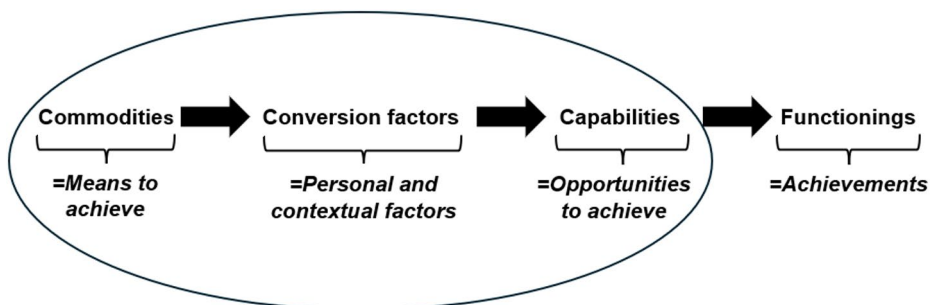 Commodities
Conversion factors
Capabilities
Functionings
=Means to
achieve
=Personal and
contextual factors
=Opportunities
to achieve
=Achievements